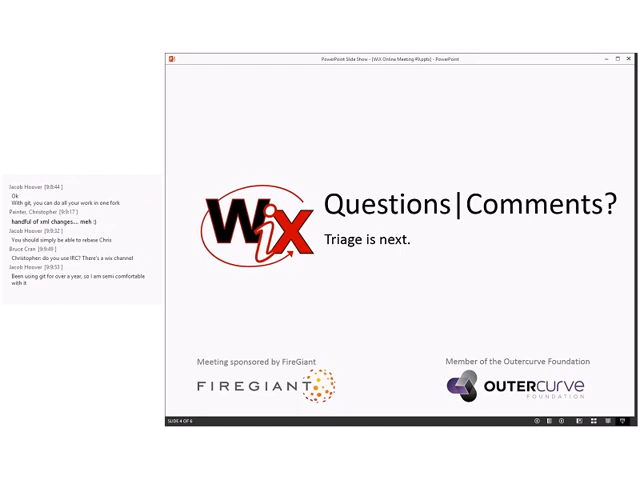 Jacob Hoover [9:8:44 ]
Ok
With git, you can do all your work in one fork
Painter, Christopher [9:9:17 ]
handful of xml changes.... meh :)
Jacob Hoover [9:9:32 ]
You should simply be able to rebase Chris
Bruce Cran [9:9:49 ]
Christopher: do you use IRC? There's a wix channel
Jacob Hoover [9:9:53 ]
Been using git for over a year, so I am semi comfortable
with it
PowerPoint Slide Show - [WiX Online Meeting #9.pptx] - PowerPoint
WiX
Questions|Comments?
Triage is next.
Meeting sponsored by FireGiant
FIREGIANT
Member of the Outercurve Foundation
OUTERCURVE
FOUNDATION
SLIDE 4 OF 6